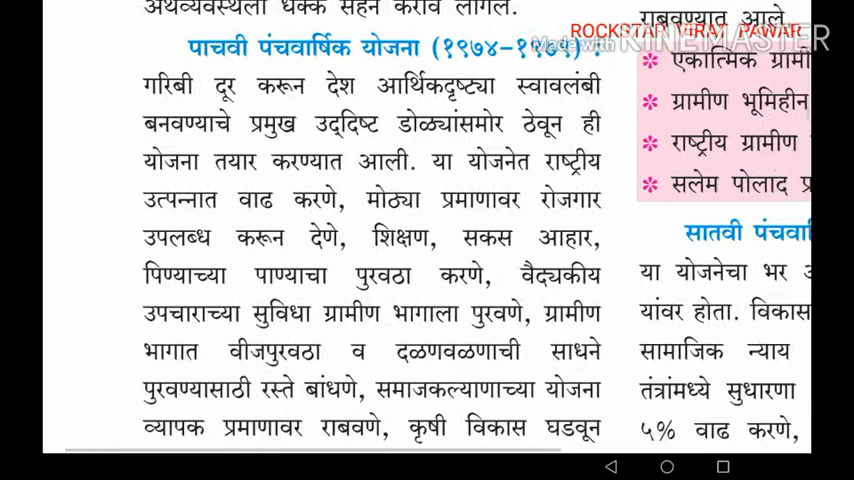 अर्थव्यवस्थेला धक्के सहन करावे लागले.
पाचवी पंचवार्षिक योजना (१९७४-१९७९) :
गरिबी दूर करून देश आर्थिकदृष्ट्या स्वावलंबी
बनवण्याचे प्रमुख उद्‌दिष्ट डोळ्यांसमोर ठेवून ही
योजना तयार करण्यात आली. या योजनेत राष्ट्रीय
उत्पन्नात वाढ करणे, मोठ्या प्रमाणावर रोजगार
उपलब्ध करून देणे, शिक्षण, सकस आहार,
पिण्याच्या पाण्याचा पुरवठा करणे, वैद्यकीय
उपचाराच्या सुविधा ग्रामीण भागाला पुरवणे, ग्रामीण
भागात वीजपुरवठा व दळणवळणाची साधने
पुरवण्यासाठी रस्ते बांधणे, समाजकल्याणाच्या योजना
व्यापक प्रमाणावर राबवणे, कृषी विकास घडवून
राबवण्यात आले.
ROCKSTAR VIRAT PAWAR
Made with KINEMASTER
* एकात्मिक
* ग्रामीण भूमिहीन
* राष्ट्रीय ग्रामीण
* सलेम पोलाद
सातवी
या योजनेचा भर
यांवर होता. विकास
सामाजिक न्याय
तंत्रांमध्ये सुधारणा
५% वाढ करणे,